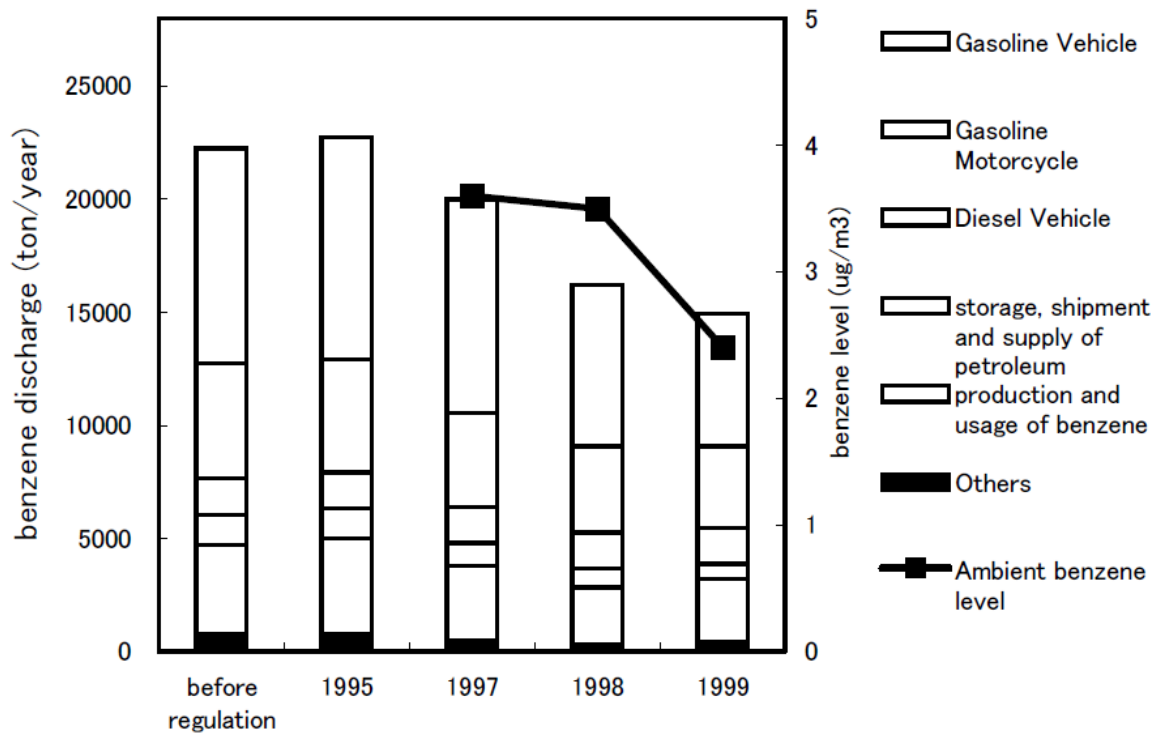 benzene discharge (ton/year)
25000
20000
15000
10000
5000
0
before
regulation
1995
1997
1998
1999
5
4
3
2
1
0
benzene level (ug/m3)
Gasoline Vehicle
Gasoline
Motorcycle
Diesel Vehicle
storage, shipment
and supply of
petroleum
production and
usage of benzene
Others
Ambient benzene
level